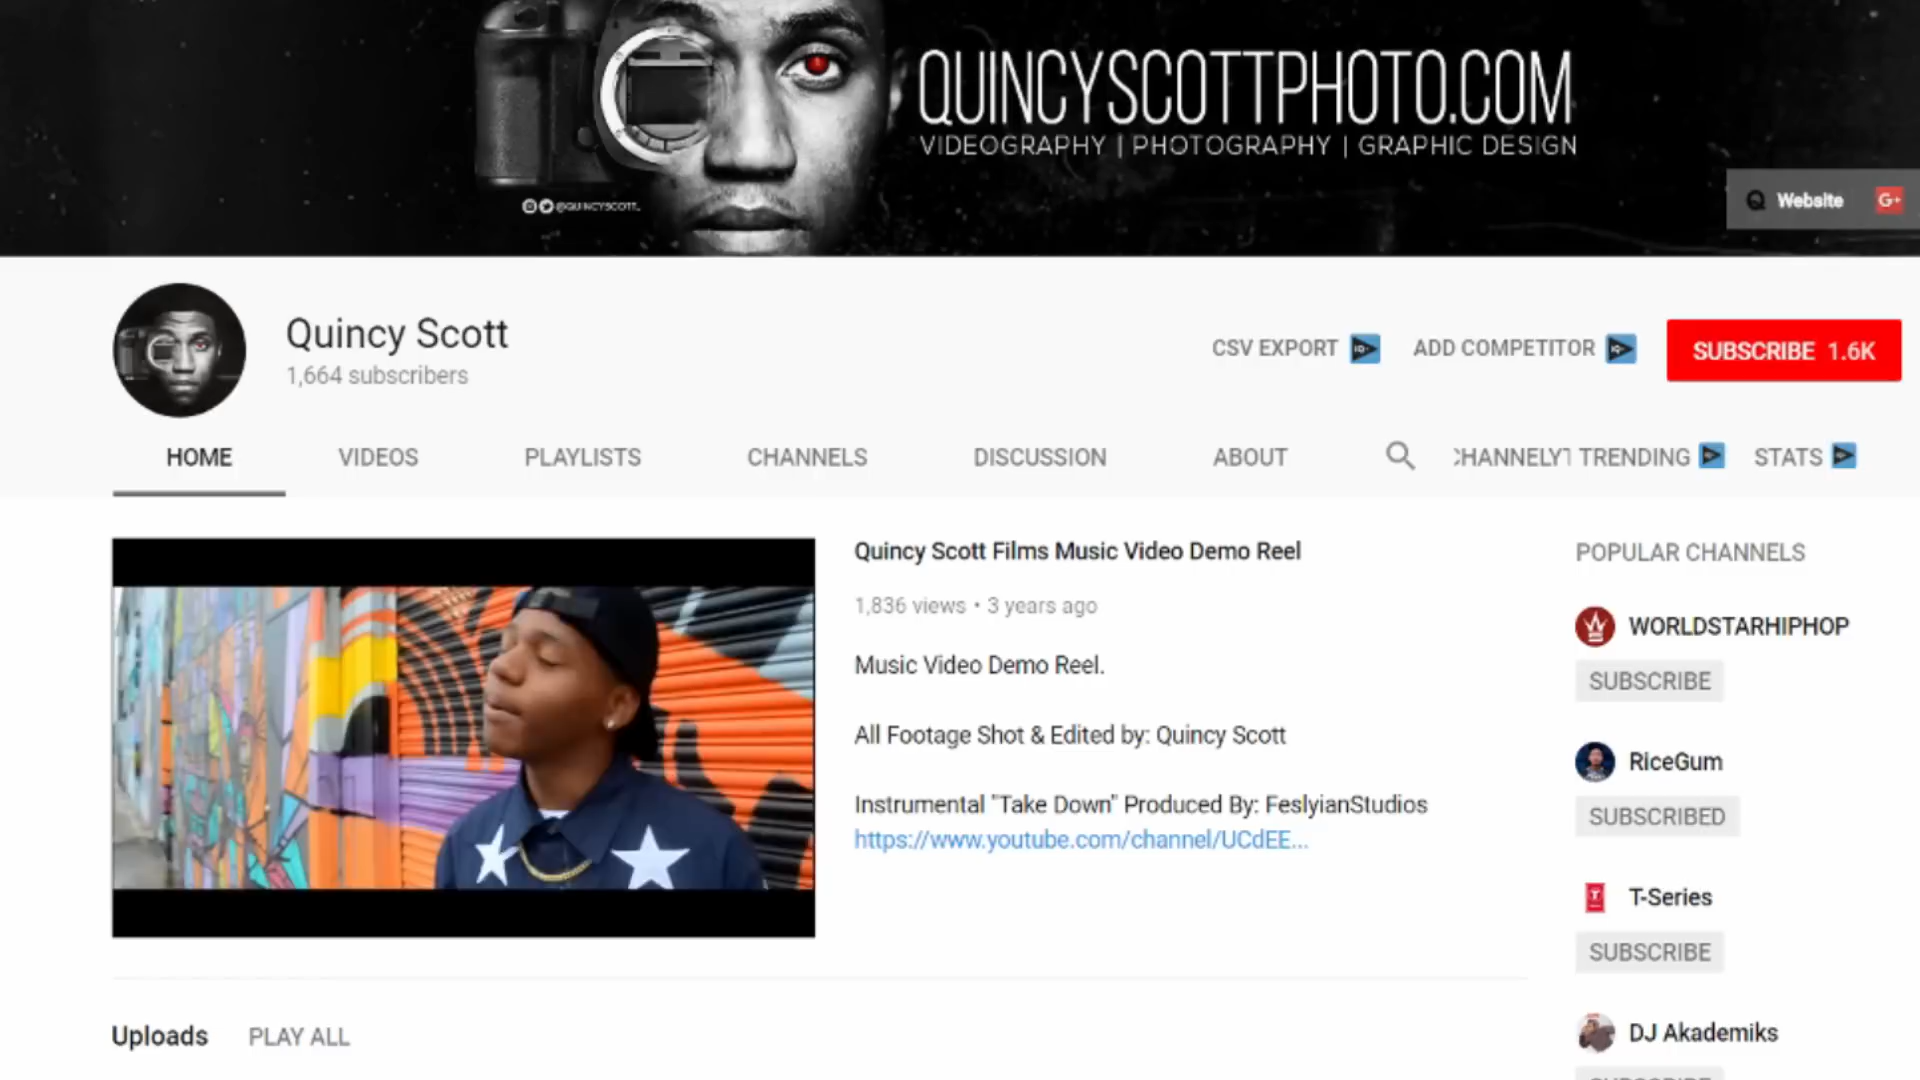 QUINCYSCOTTPHOTO.COM
VIDEOGRAPHY | PHOTOGRAPHY | GRAPHIC DESIGN
@QUINCYSCOTT_
Website G+
Quincy Scott
1,664 subscribers
CSV EXPORT ADD COMPETITOR SUBSCRIBE 1.6K
HOME VIDEOS PLAYLISTS CHANNELS DISCUSSION ABOUT TRENDING STATS
Quincy Scott Films Music Video Demo Reel
1,836 views • 3 years ago
Music Video Demo Reel.
All Footage Shot & Edited by: Quincy Scott
Instrumental "Take Down" Produced By: FeslyianStudios
https://www.youtube.com/channel/UCdEE...
POPULAR CHANNELS
WORLDSTARHIPHOP
SUBSCRIBE
RiceGum
SUBSCRIBED
T-Series
SUBSCRIBE
DJ Akademiks
Uploads PLAY ALL